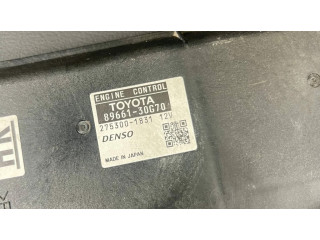 ENGINE CONTROL
TOYOTA
89661-30G70
275300-1831 12V
DENSO
MADE IN JAPAN